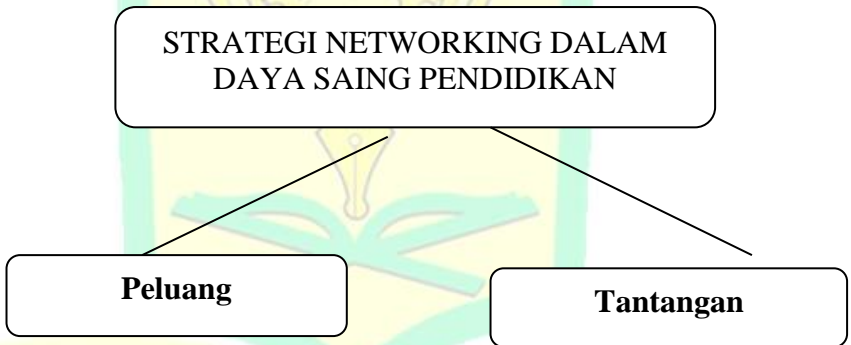 STRATEGI NETWORKING DALAM
DAYA SAING PENDIDIKAN
Peluang
Tantangan